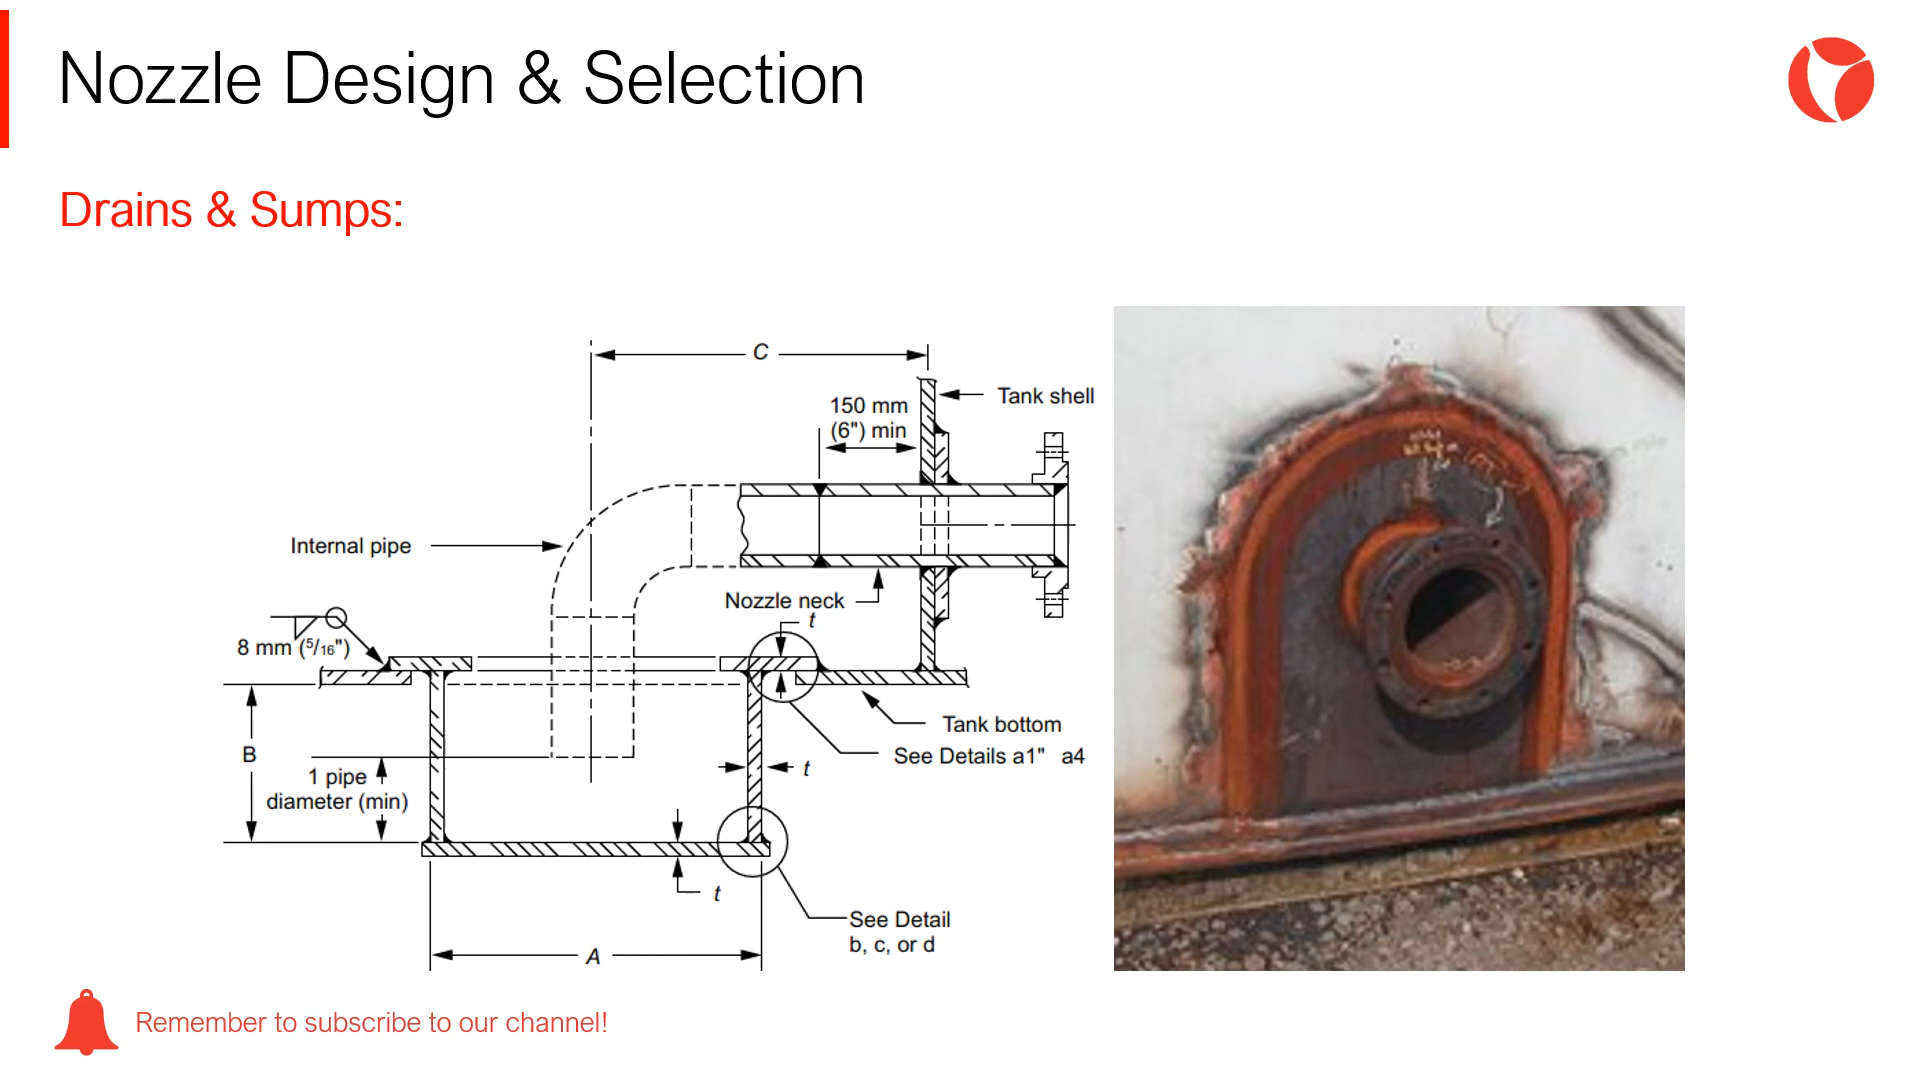 Nozzle Design & Selection
Drains & Sumps:
C
Tank shell
150 mm
(6") min
Internal pipe
Nozzle neck
t
8 mm (5/16")
Tank bottom
See Details a1" a4
B
1 pipe
diameter (min)
t
t
See Detail
b, c, or d
A
Remember to subscribe to our channel!